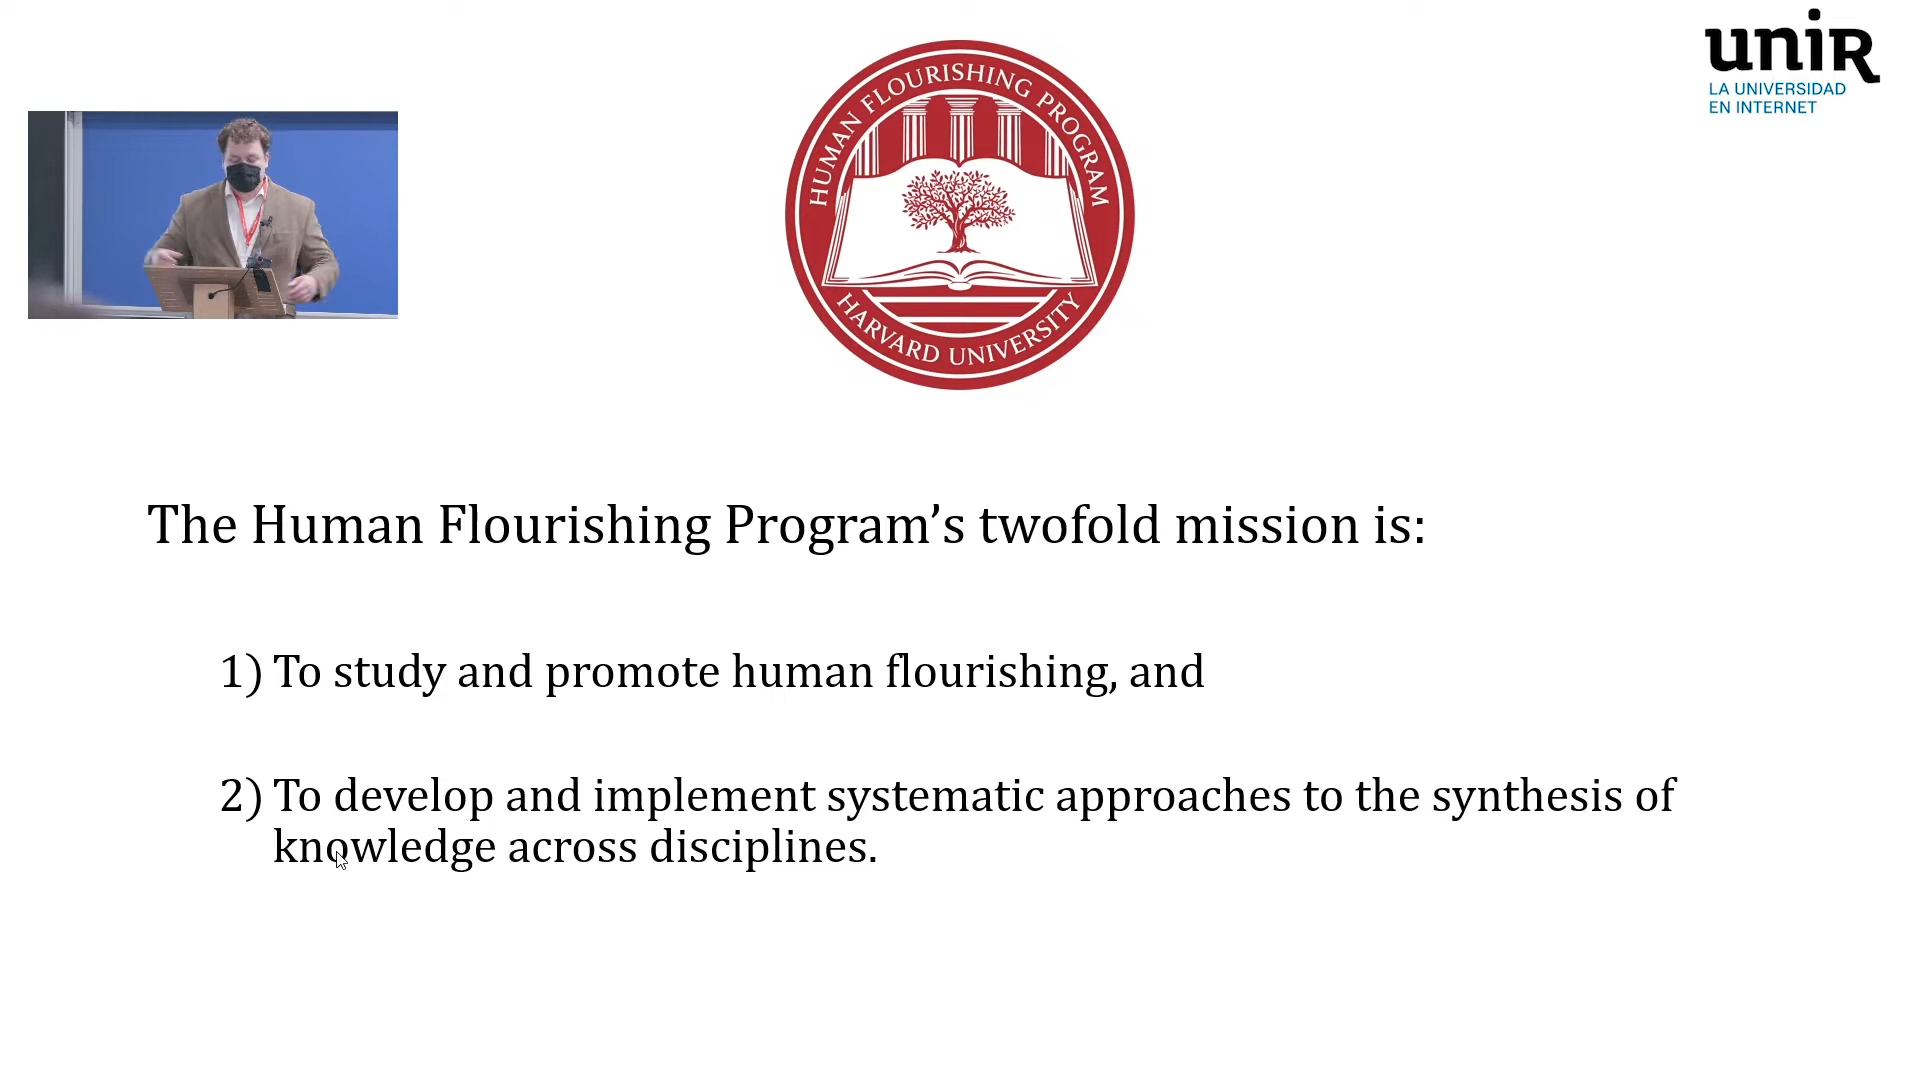 unir
LA UNIVERSIDAD
EN INTERNET
HUMAN FLOURISHING PROGRAM
HARVARD UNIVERSITY
The Human Flourishing Program’s twofold mission is:
1) To study and promote human flourishing, and
2) To develop and implement systematic approaches to the synthesis of
knowledge across disciplines.